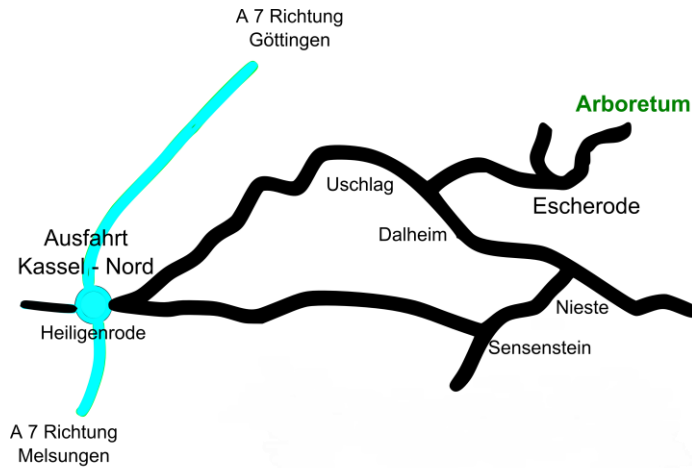 A 7 Richtung
Göttingen
Arboretum
Uschlag
Escherode
Dalheim
Ausfahrt
Kassel - Nord
Nieste
Heiligenrode
Sensenstein
A 7 Richtung
Melsungen